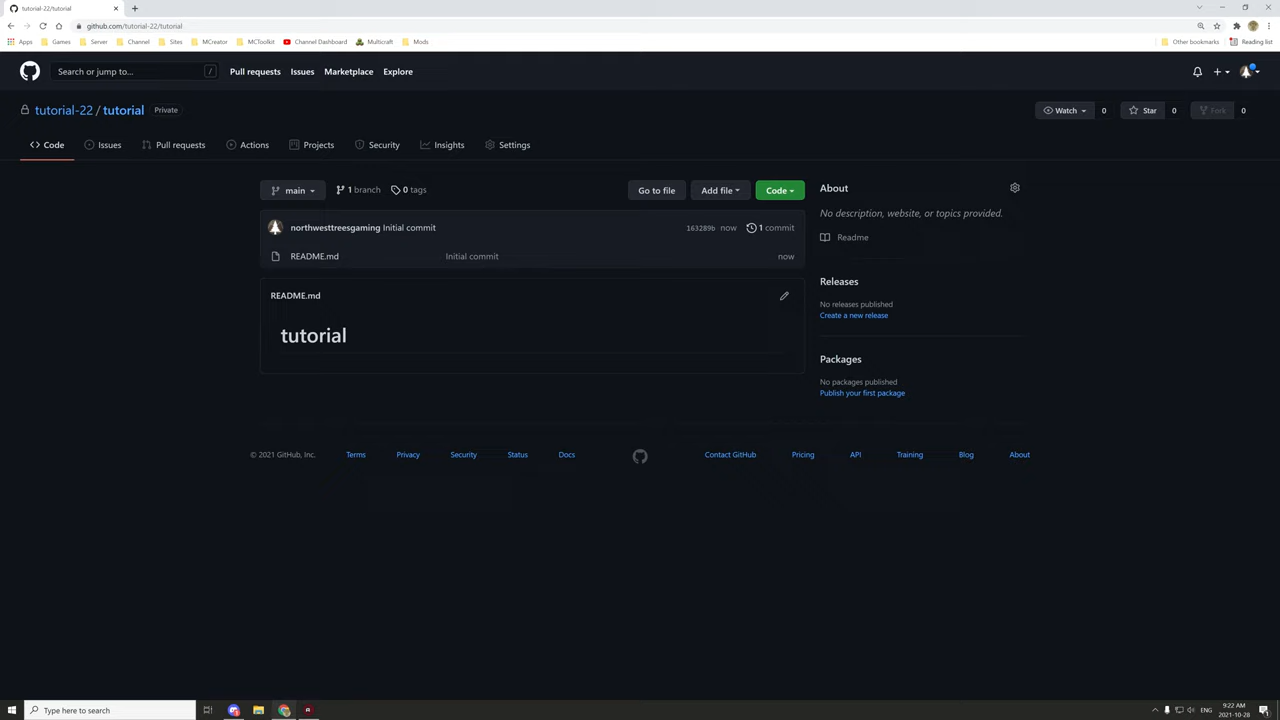 tutorial-22/tutorial
github.com/tutorial-22/tutorial
Apps Games Server Channel Sites MCreator MCToolkit Channel Dashboard Multicraft Mods Other bookmarks Reading list
Search or jump to... / Pull requests Issues Marketplace Explore
tutorial-22 / tutorial Private Watch 0 Star 0 Fork 0
Code Issues Pull requests Actions Projects Security Insights Settings
main 1 branch 0 tags Go to file Add file Code
northwesttreesgaming Initial commit 163289b now 1 commit
README.md Initial commit now
README.md
tutorial
About
No description, website, or topics provided.
Readme
Releases
No releases published
Create a new release
Packages
No packages published
Publish your first package
© 2021 GitHub, Inc. Terms Privacy Security Status Docs Contact GitHub Pricing API Training Blog About
Type here to search
ENG
9:22 AM
2021-10-28